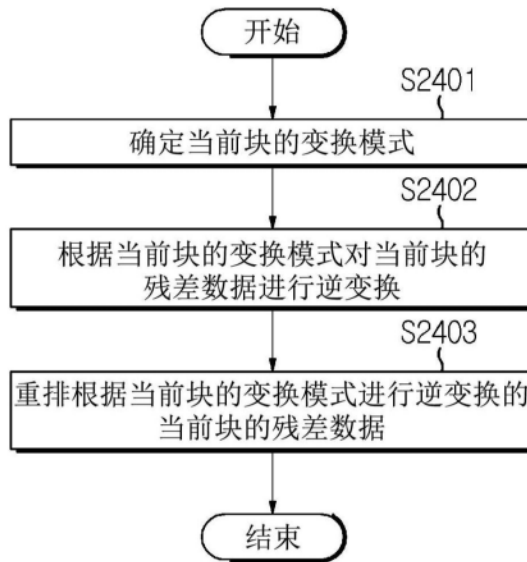 开始
S2401
确定当前块的变换模式
S2402
根据当前块的变换模式对当前块的
残差数据进行逆变换
S2403
重排根据当前块的变换模式进行逆变换的
当前块的残差数据
结束